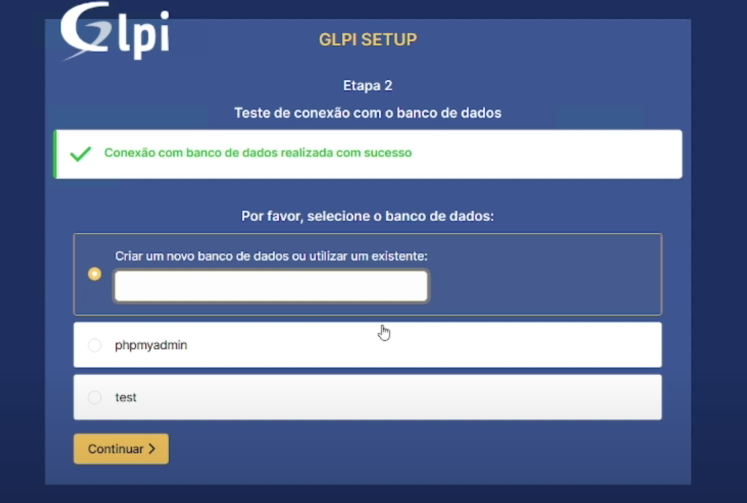 Glpi
GLPI SETUP
Etapa 2
Teste de conexão com o banco de dados
Conexão com banco de dados realizada com sucesso
Por favor, selecione o banco de dados:
Criar um novo banco de dados ou utilizar um existente:
phpmyadmin
test
Continuar